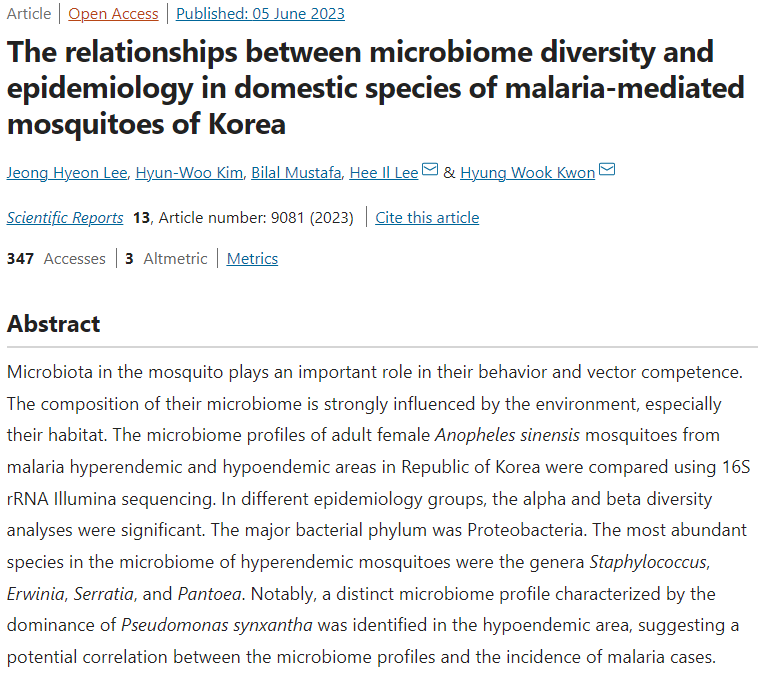 Article | Open Access | Published: 05 June 2023
The relationships between microbiome diversity and
epidemiology in domestic species of malaria-mediated
mosquitoes of Korea
Jeong Hyeon Lee, Hyun-Woo Kim, Bilal Mustafa, Hee Il Lee & Hyung Wook Kwon
Scientific Reports 13, Article number: 9081 (2023) | Cite this article
347 Accesses | 3 Altmetric | Metrics
Abstract
Microbiota in the mosquito plays an important role in their behavior and vector competence.
The composition of their microbiome is strongly influenced by the environment, especially
their habitat. The microbiome profiles of adult female Anopheles sinensis mosquitoes from
malaria hyperendemic and hypoendemic areas in Republic of Korea were compared using 16S
rRNA Illumina sequencing. In different epidemiology groups, the alpha and beta diversity
analyses were significant. The major bacterial phylum was Proteobacteria. The most abundant
species in the microbiome of hyperendemic mosquitoes were the genera Staphylococcus,
Erwinia, Serratia, and Pantoea. Notably, a distinct microbiome profile characterized by the
dominance of Pseudomonas synxantha was identified in the hypoendemic area, suggesting a
potential correlation between the microbiome profiles and the incidence of malaria cases.